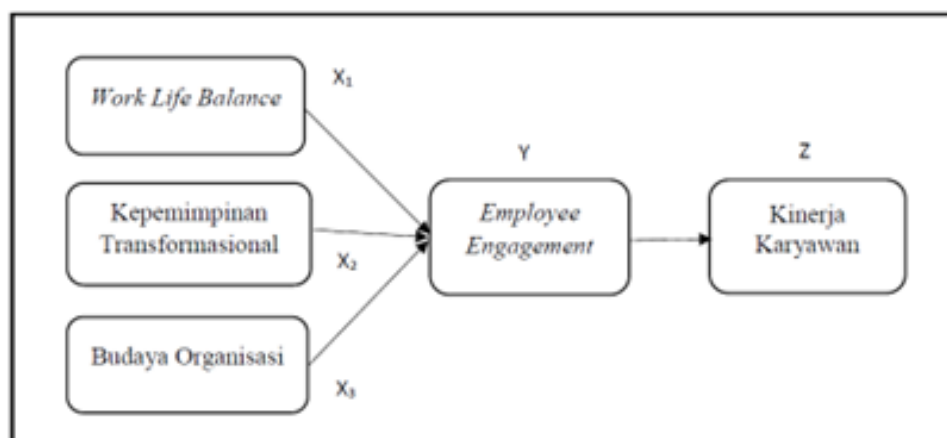 X₁
Work Life Balance
Y
Z
Kepemimpinan
Transformasional
X₂
Employee
Engagement
Kinerja
Karyawan
Budaya Organisasi
X₃